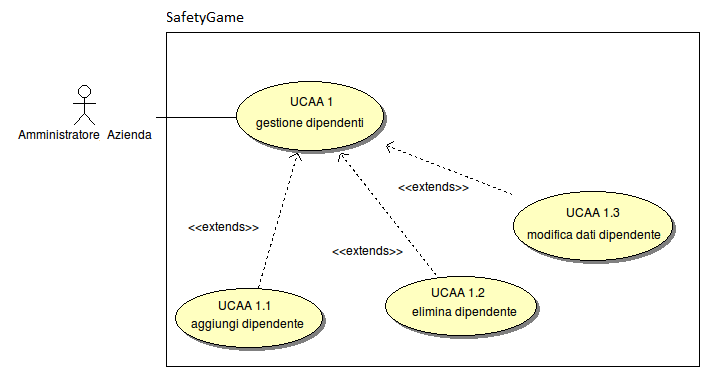 SafetyGame
UCAA 1
gestione dipendenti
Amministratore Azienda
<<extends>>
UCAA 1.3
modifica dati dipendente
<<extends>>
<<extends>>
UCAA 1.1
aggiungi dipendente
UCAA 1.2
elimina dipendente